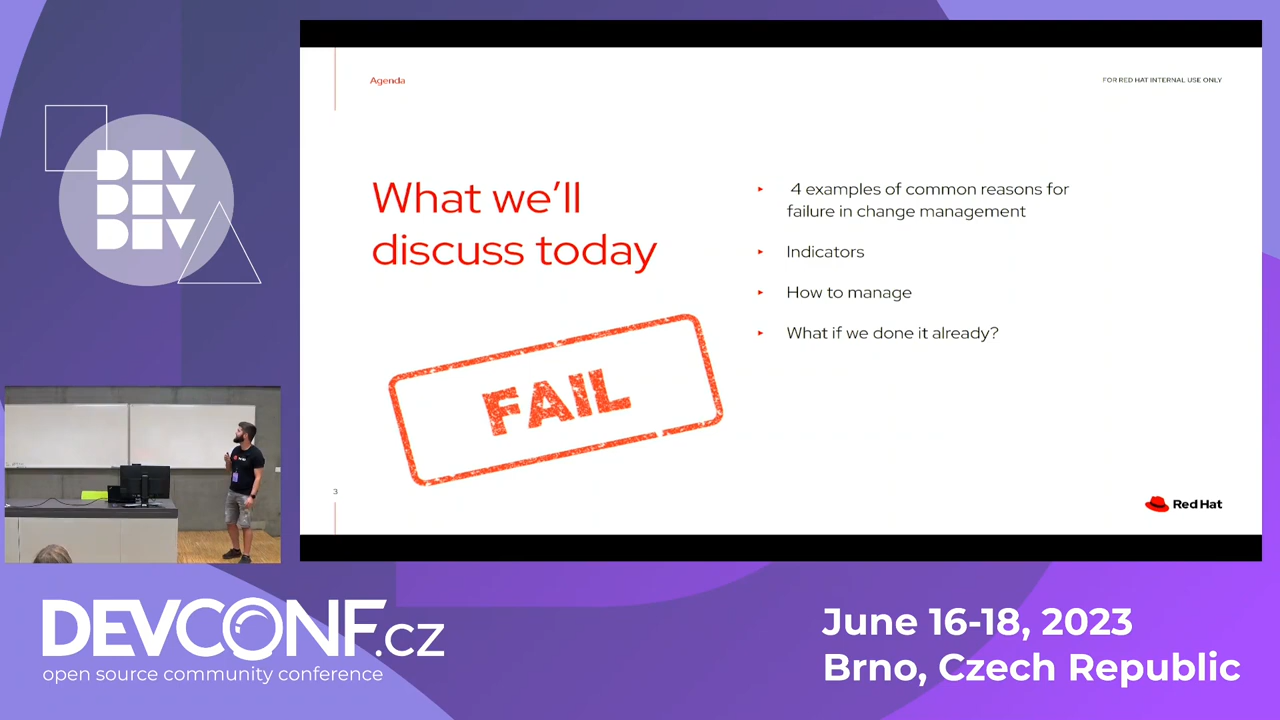 DEV
DEV
DEV
Agenda
FOR RED HAT INTERNAL USE ONLY
What we'll
discuss today
4 examples of common reasons for
failure in change management
Indicators
How to manage
What if we done it already?
FAIL
3
Red Hat
DEVCONF.cz
open source community conference
June 16-18, 2023
Brno, Czech Republic